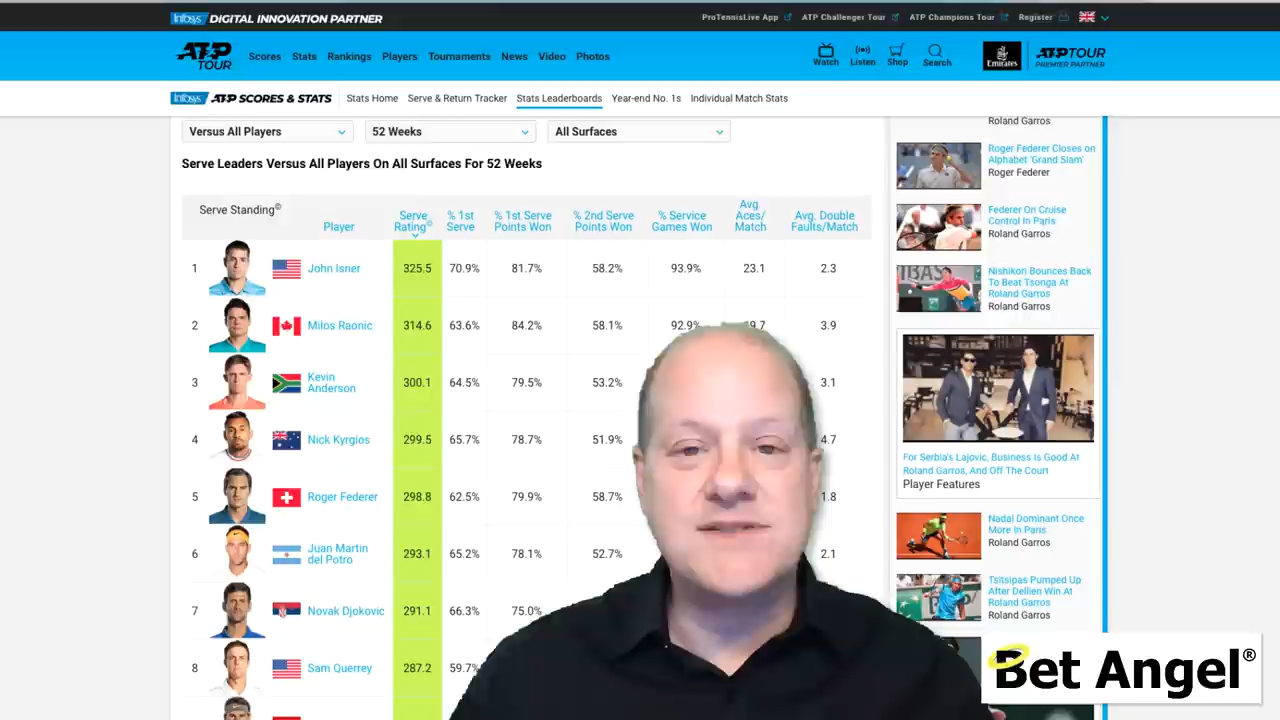 Infosys DIGITAL INNOVATION PARTNER
ProTennisLive App ATP Challenger Tour ATP Champions Tour Register
ATP TOUR
Scores Stats Rankings Players Tournaments News Video Photos
Watch Listen Shop Search
Emirates
ATP TOUR PREMIER PARTNER
Infosys ATP SCORES & STATS
Stats Home Serve & Return Tracker Stats Leaderboards Year-end No. 1s Individual Match Stats
Versus All Players 52 Weeks All Surfaces
Serve Leaders Versus All Players On All Surfaces For 52 Weeks
Serve Standing© Player Serve Rating© % 1st Serve % 1st Serve Points Won % 2nd Serve Points Won % Service Games Won Avg. Aces/ Match Avg. Double Faults/Match
1 John Isner 325.5 70.9% 81.7% 58.2% 93.9% 23.1 2.3
2 Milos Raonic 314.6 63.6% 84.2% 58.1% 92.9% 3.9
3 Kevin Anderson 300.1 64.5% 79.5% 53.2% 3.1
4 Nick Kyrgios 299.5 65.7% 78.7% 51.9% 4.7
5 Roger Federer 298.8 62.5% 79.9% 58.7% 1.8
6 Juan Martin del Potro 293.1 65.2% 78.1% 52.7% 2.1
7 Novak Djokovic 291.1 66.3% 75.0%
8 Sam Querrey 287.2 59.7%
Roland Garros
Roger Federer Closes on
Alphabet 'Grand Slam'
Roger Federer
Federer On Cruise
Control In Paris
Roland Garros
Nishikori Bounces Back
To Beat Tsonga At
Roland Garros
Roland Garros
For Serbia's Lajovic, Business Is Good At
Roland Garros, And Off The Court
Player Features
Nadal Dominant Once
More In Paris
Roland Garros
Tsitsipas Pumped Up
After Dellien Win At
Roland Garros
Roland Garros
Bet Angel®